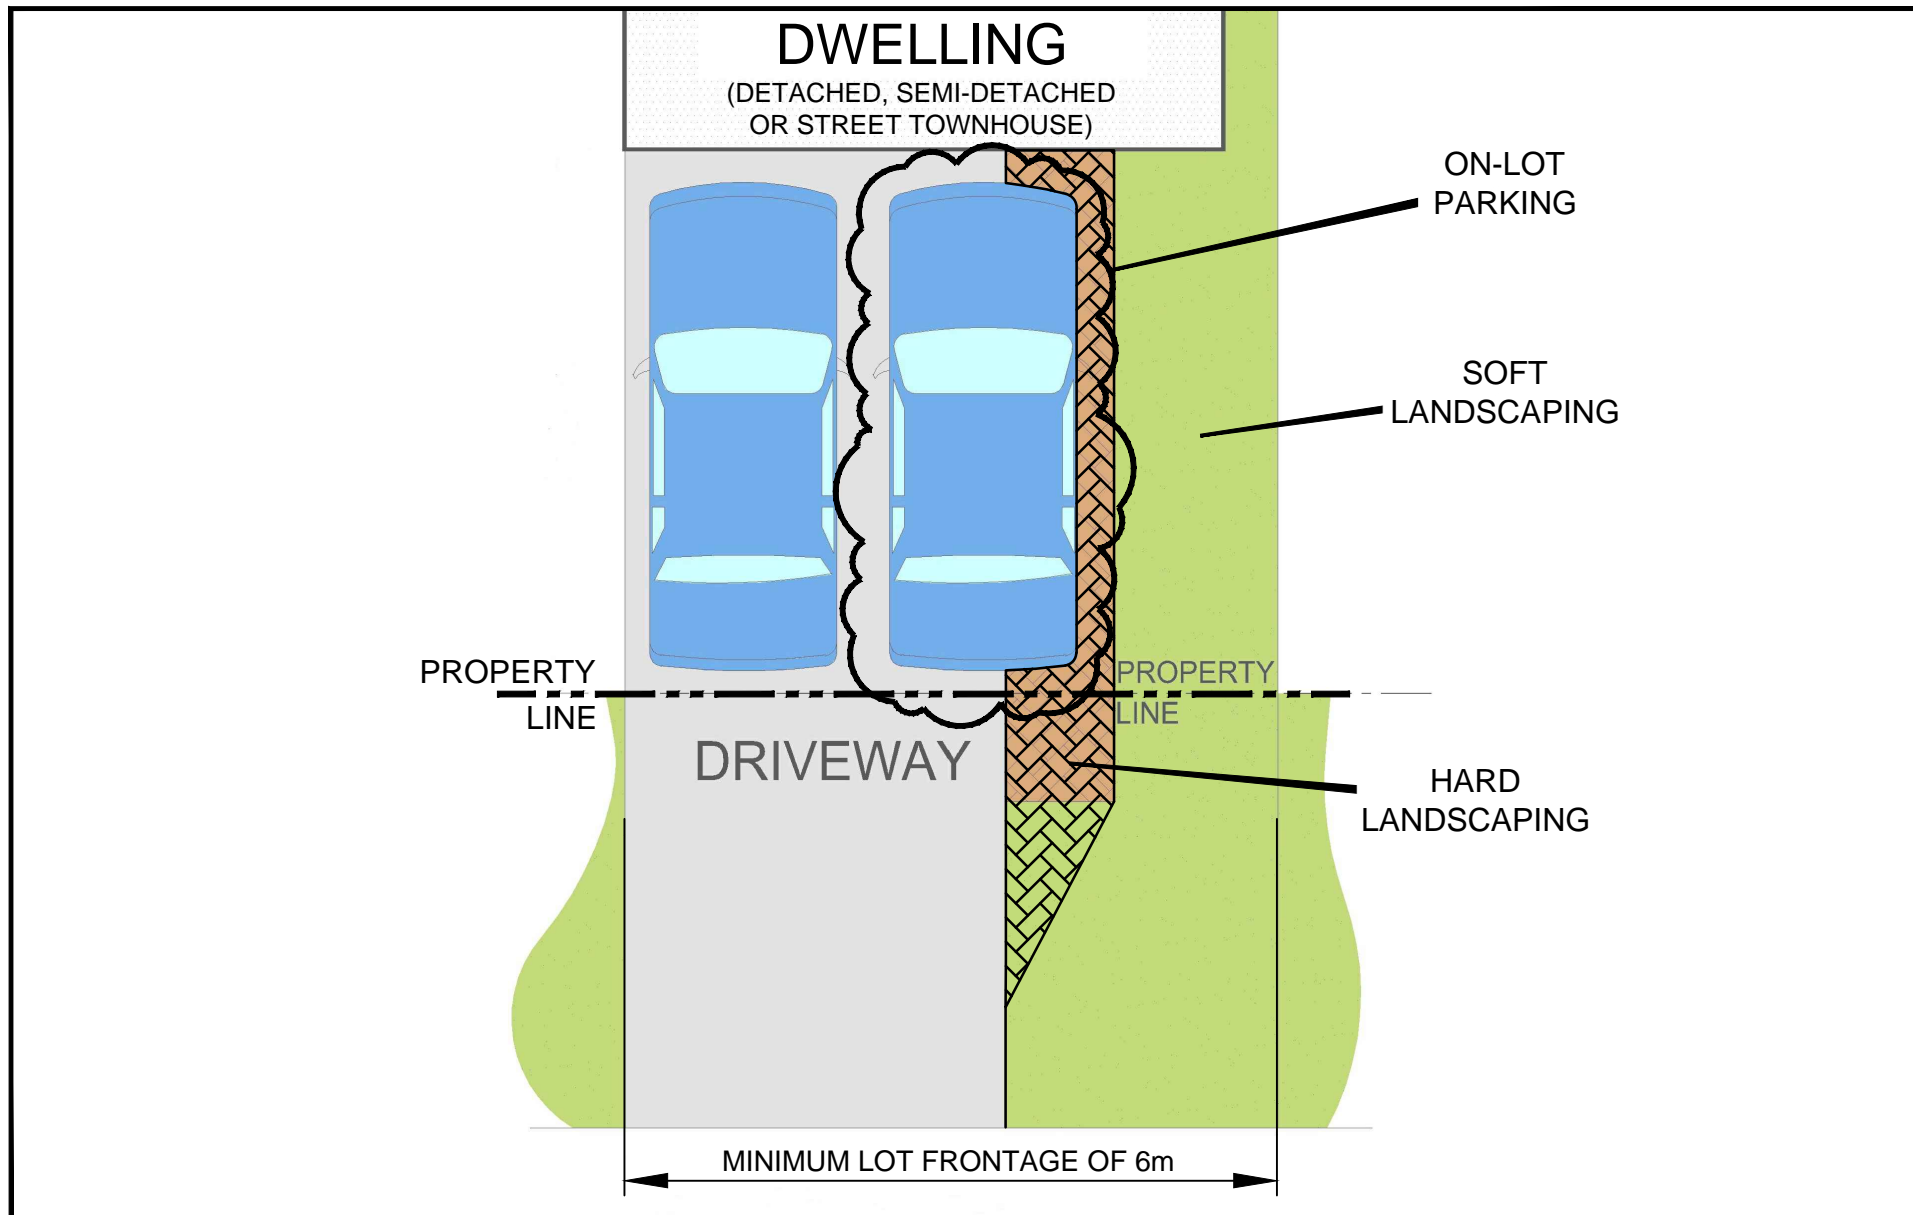 DWELLING
(DETACHED, SEMI-DETACHED
OR STREET TOWNHOUSE)
ON-LOT
PARKING
SOFT
LANDSCAPING
PROPERTY
LINE
PROPERTY
LINE
DRIVEWAY
HARD
LANDSCAPING
MINIMUM LOT FRONTAGE OF 6m